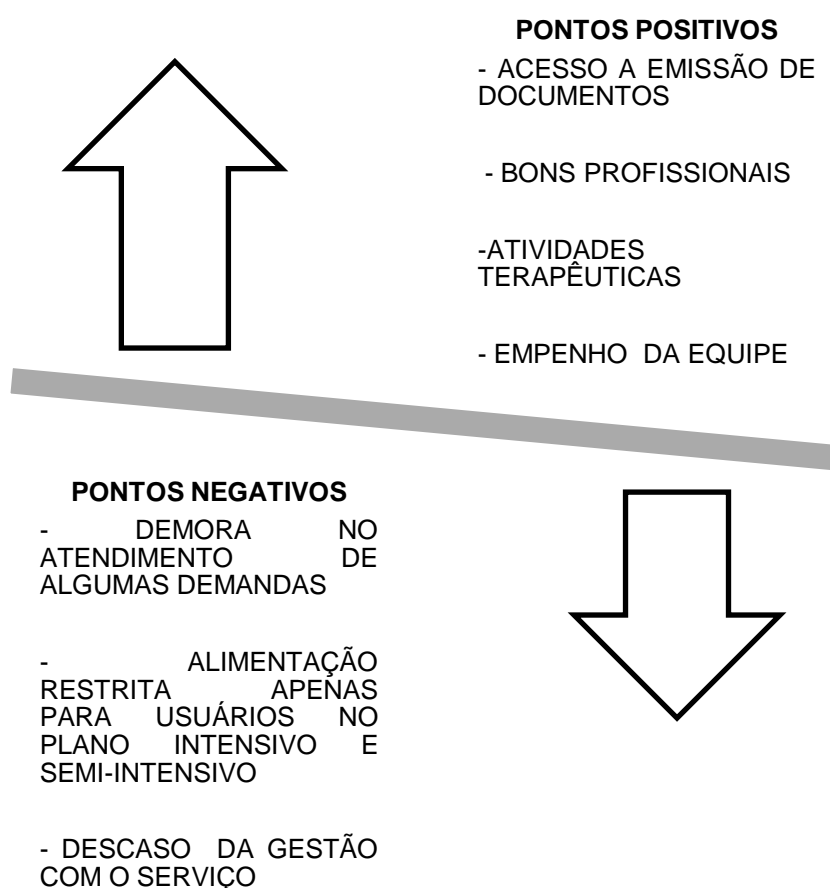 PONTOS POSITIVOS
- ACESSO A EMISSÃO DE
DOCUMENTOS
- BONS PROFISSIONAIS
-ATIVIDADES
TERAPÊUTICAS
- EMPENHO DA EQUIPE
PONTOS NEGATIVOS
- DEMORA NO
ATENDIMENTO DE
ALGUMAS DEMANDAS
- ALIMENTAÇÃO
RESTRITA APENAS
PARA USUÁRIOS NO
PLANO INTENSIVO E
SEMI-INTENSIVO
- DESCASO DA GESTÃO
COM O SERVIÇO